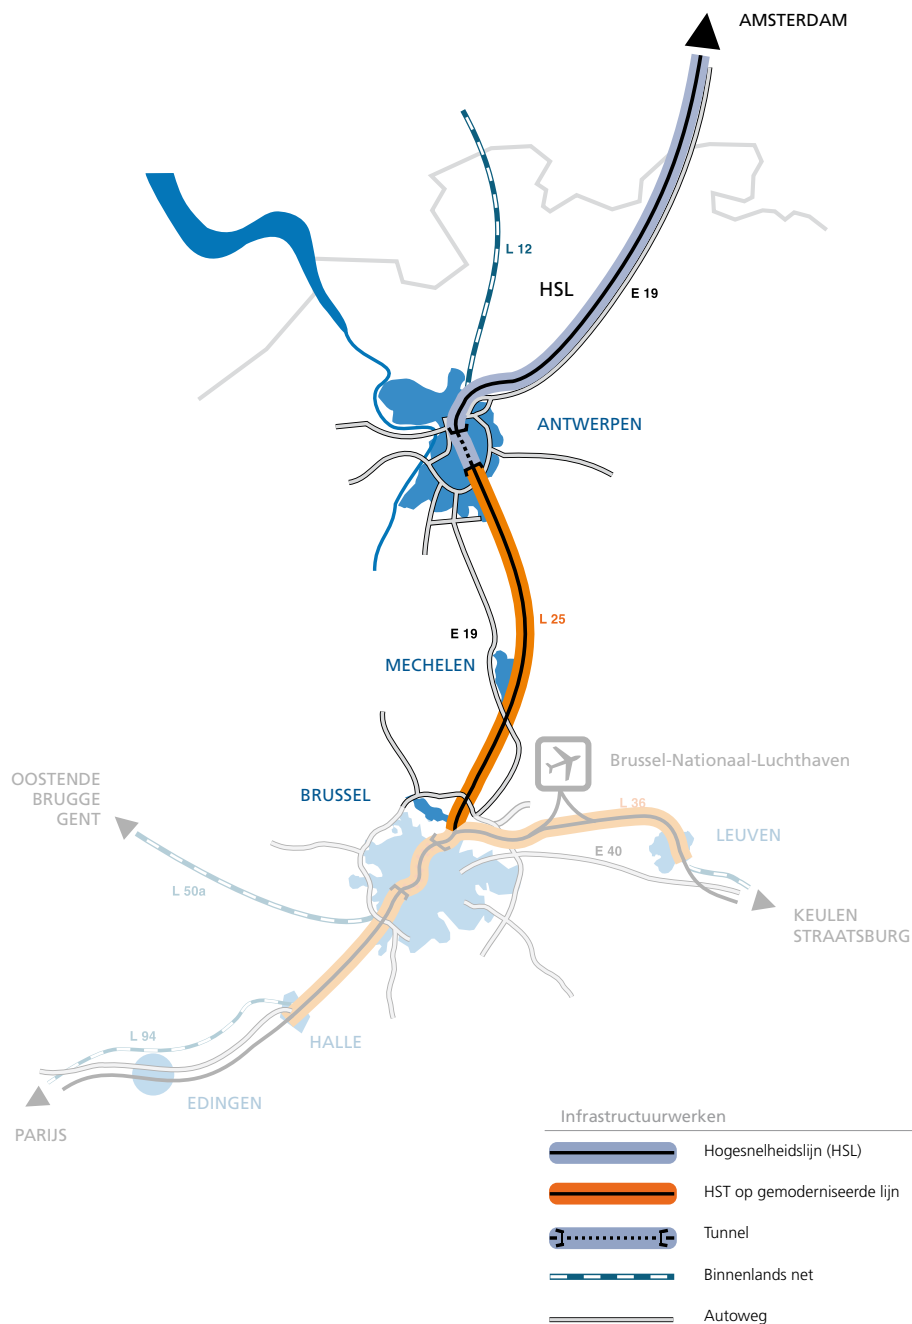 AMSTERDAM
L 12
HSL
E 19
ANTWERPEN
L 25
E 19
MECHELEN
Brussel-Nationaal-Luchthaven
OOSTENDE
BRUGGE
GENT
BRUSSEL
L 36
LEUVEN
E 40
L 50a
KEULEN
STRAATSBURG
L 94
HALLE
EDINGEN
PARIJS
Infrastructuurwerken
Hogesnelheidslijn (HSL)
HST op gemoderniseerde lijn
Tunnel
Binnenlands net
Autoweg